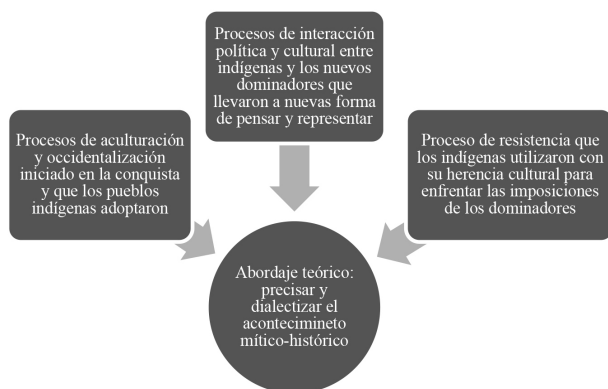 Procesos de interacción
política y cultural entre
indígenas y los nuevos
dominadores que
llevaron a nuevas forma
de pensar y representar
Procesos de aculturación
y occidentalización
iniciado en la conquista
y que los pueblos
indígenas adoptaron
Proceso de resistencia que
los indígenas utilizaron con
su herencia cultural para
enfrentar las imposiciones
de los dominadores
Abordaje teórico:
precisar y
dialectizar el
acontecimineto
mítico-histórico